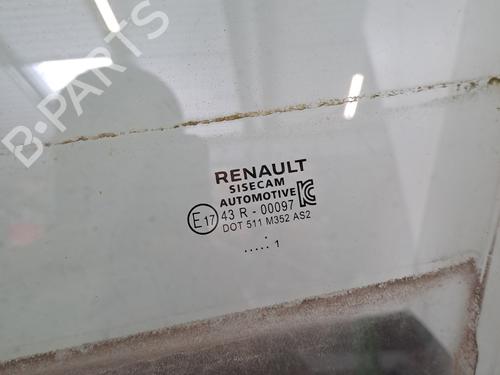 B-PARTS
RENAULT
SISECAM
AUTOMOTIVE
E17 43 R - 00097
DOT 511 M352 AS2
..... : 1